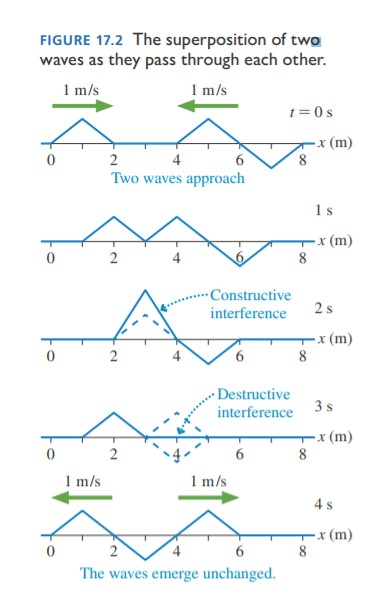 FIGURE 17.2 The superposition of two
waves as they pass through each other.
1 m/s 1 m/s
t = 0 s
x (m)
0 2 4 6 8
Two waves approach
1 s
x (m)
0 2 4 6 8
Constructive
interference
2 s
x (m)
0 2 4 6 8
Destructive
interference
3 s
x (m)
0 2 4 6 8
1 m/s 1 m/s
4 s
x (m)
0 2 4 6 8
The waves emerge unchanged.